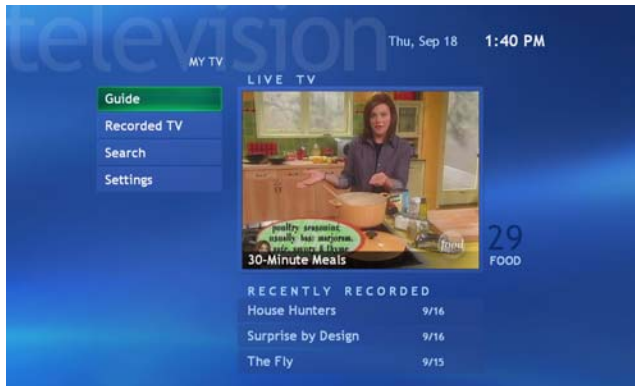 television
Thu, Sep 18 1:40 PM
MY TV
LIVE TV
Guide
Recorded TV
Search
Settings
poultry seasoning
usually has: marjoram,
sage, savory & thyme
food
30-Minute Meals
29
FOOD
RECENTLY RECORDED
House Hunters 9/16
Surprise by Design 9/16
The Fly 9/15